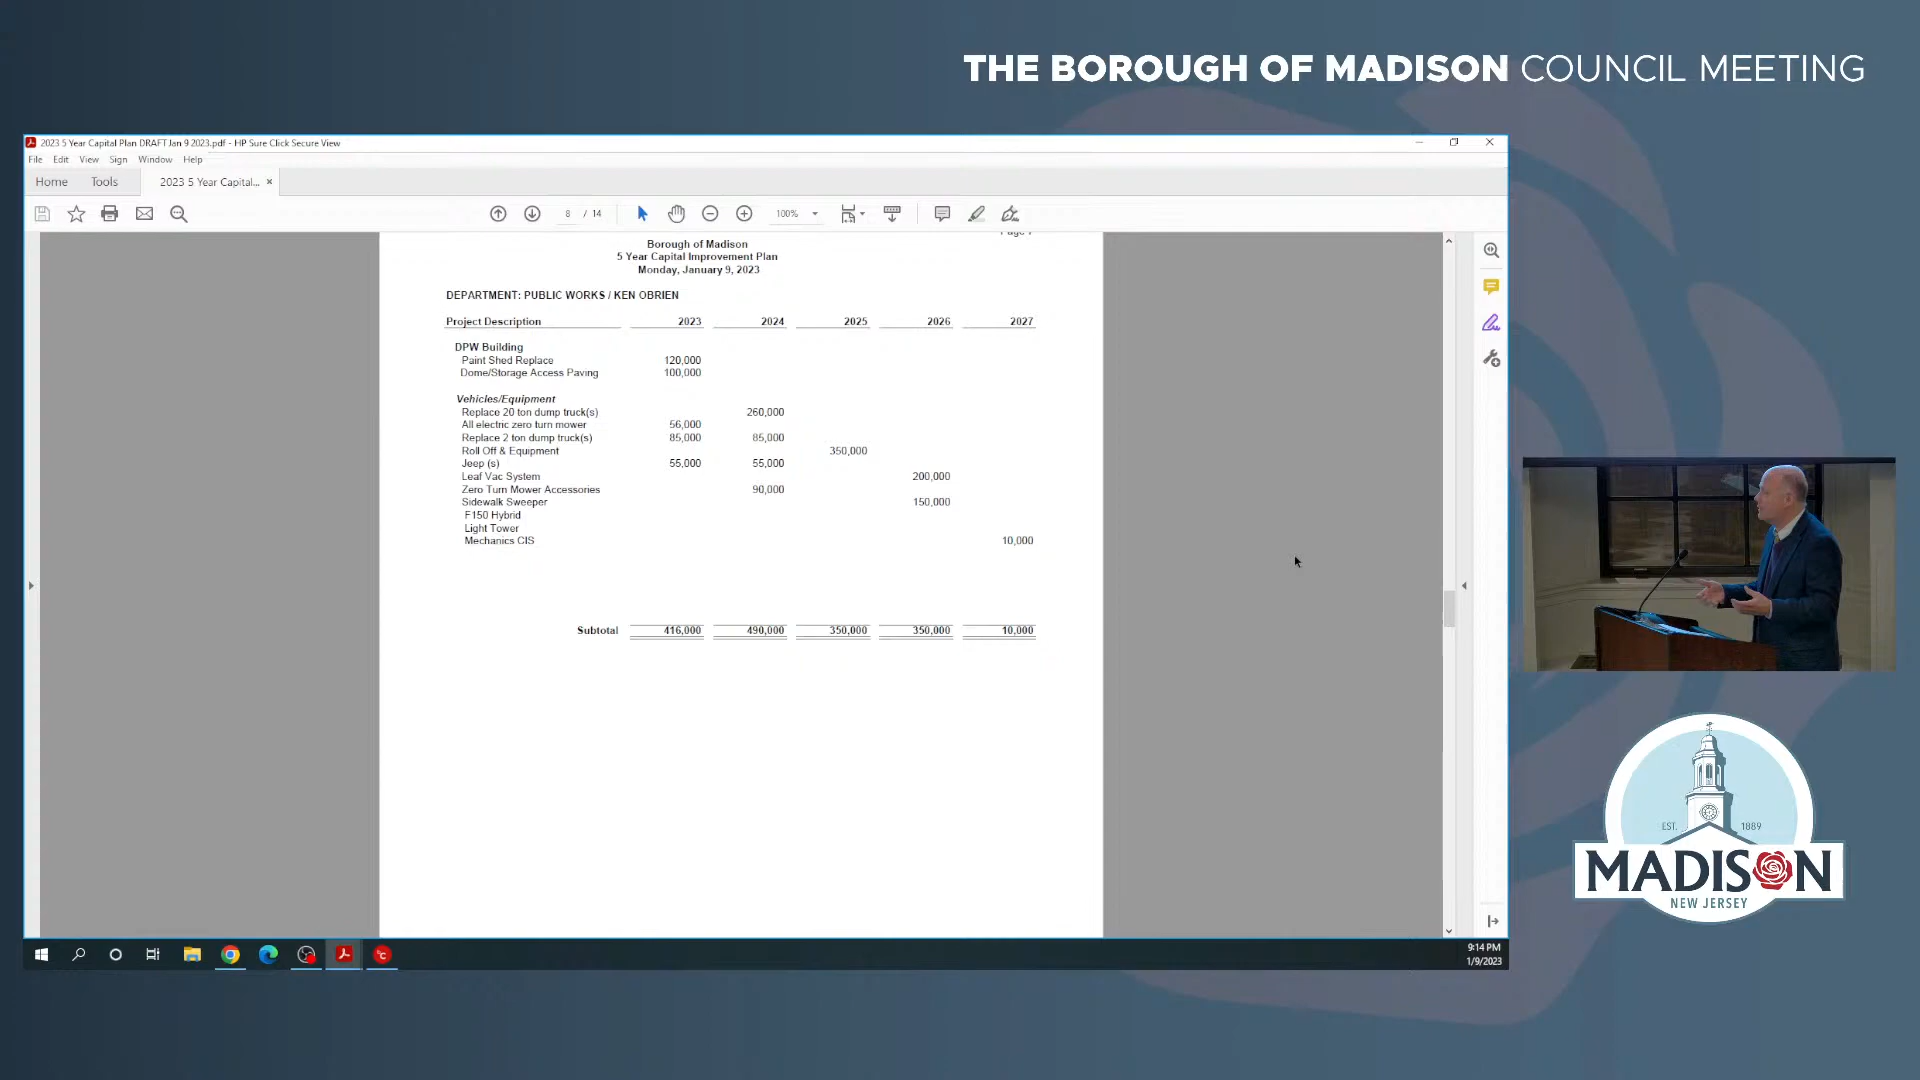 THE BOROUGH OF MADISON COUNCIL MEETING
2023 5 Year Capital Plan DRAFT Jan 9 2023.pdf - HP Sure Click Secure View
File Edit View Sign Window Help
Home Tools 2023 5 Year Capital...
8 / 14 100%
Borough of Madison
5 Year Capital Improvement Plan
Monday, January 9, 2023
DEPARTMENT: PUBLIC WORKS / KEN OBRIEN
Project Description 2023 2024 2025 2026 2027
DPW Building
Paint Shed Replace 120,000
Dome/Storage Access Paving 100,000
Vehicles/Equipment
Replace 20 ton dump truck(s) 260,000
All electric zero turn mower 56,000
Replace 2 ton dump truck(s) 85,000 85,000
Roll Off & Equipment 350,000
Jeep (s) 55,000 55,000
Leaf Vac System 200,000
Zero Turn Mower Accessories 90,000
Sidewalk Sweeper 150,000
F150 Hybrid
Light Tower
Mechanics CIS 10,000
Subtotal 416,000 490,000 350,000 350,000 10,000
EST. 1889
MADISON
NEW JERSEY
9:14 PM
1/9/2023